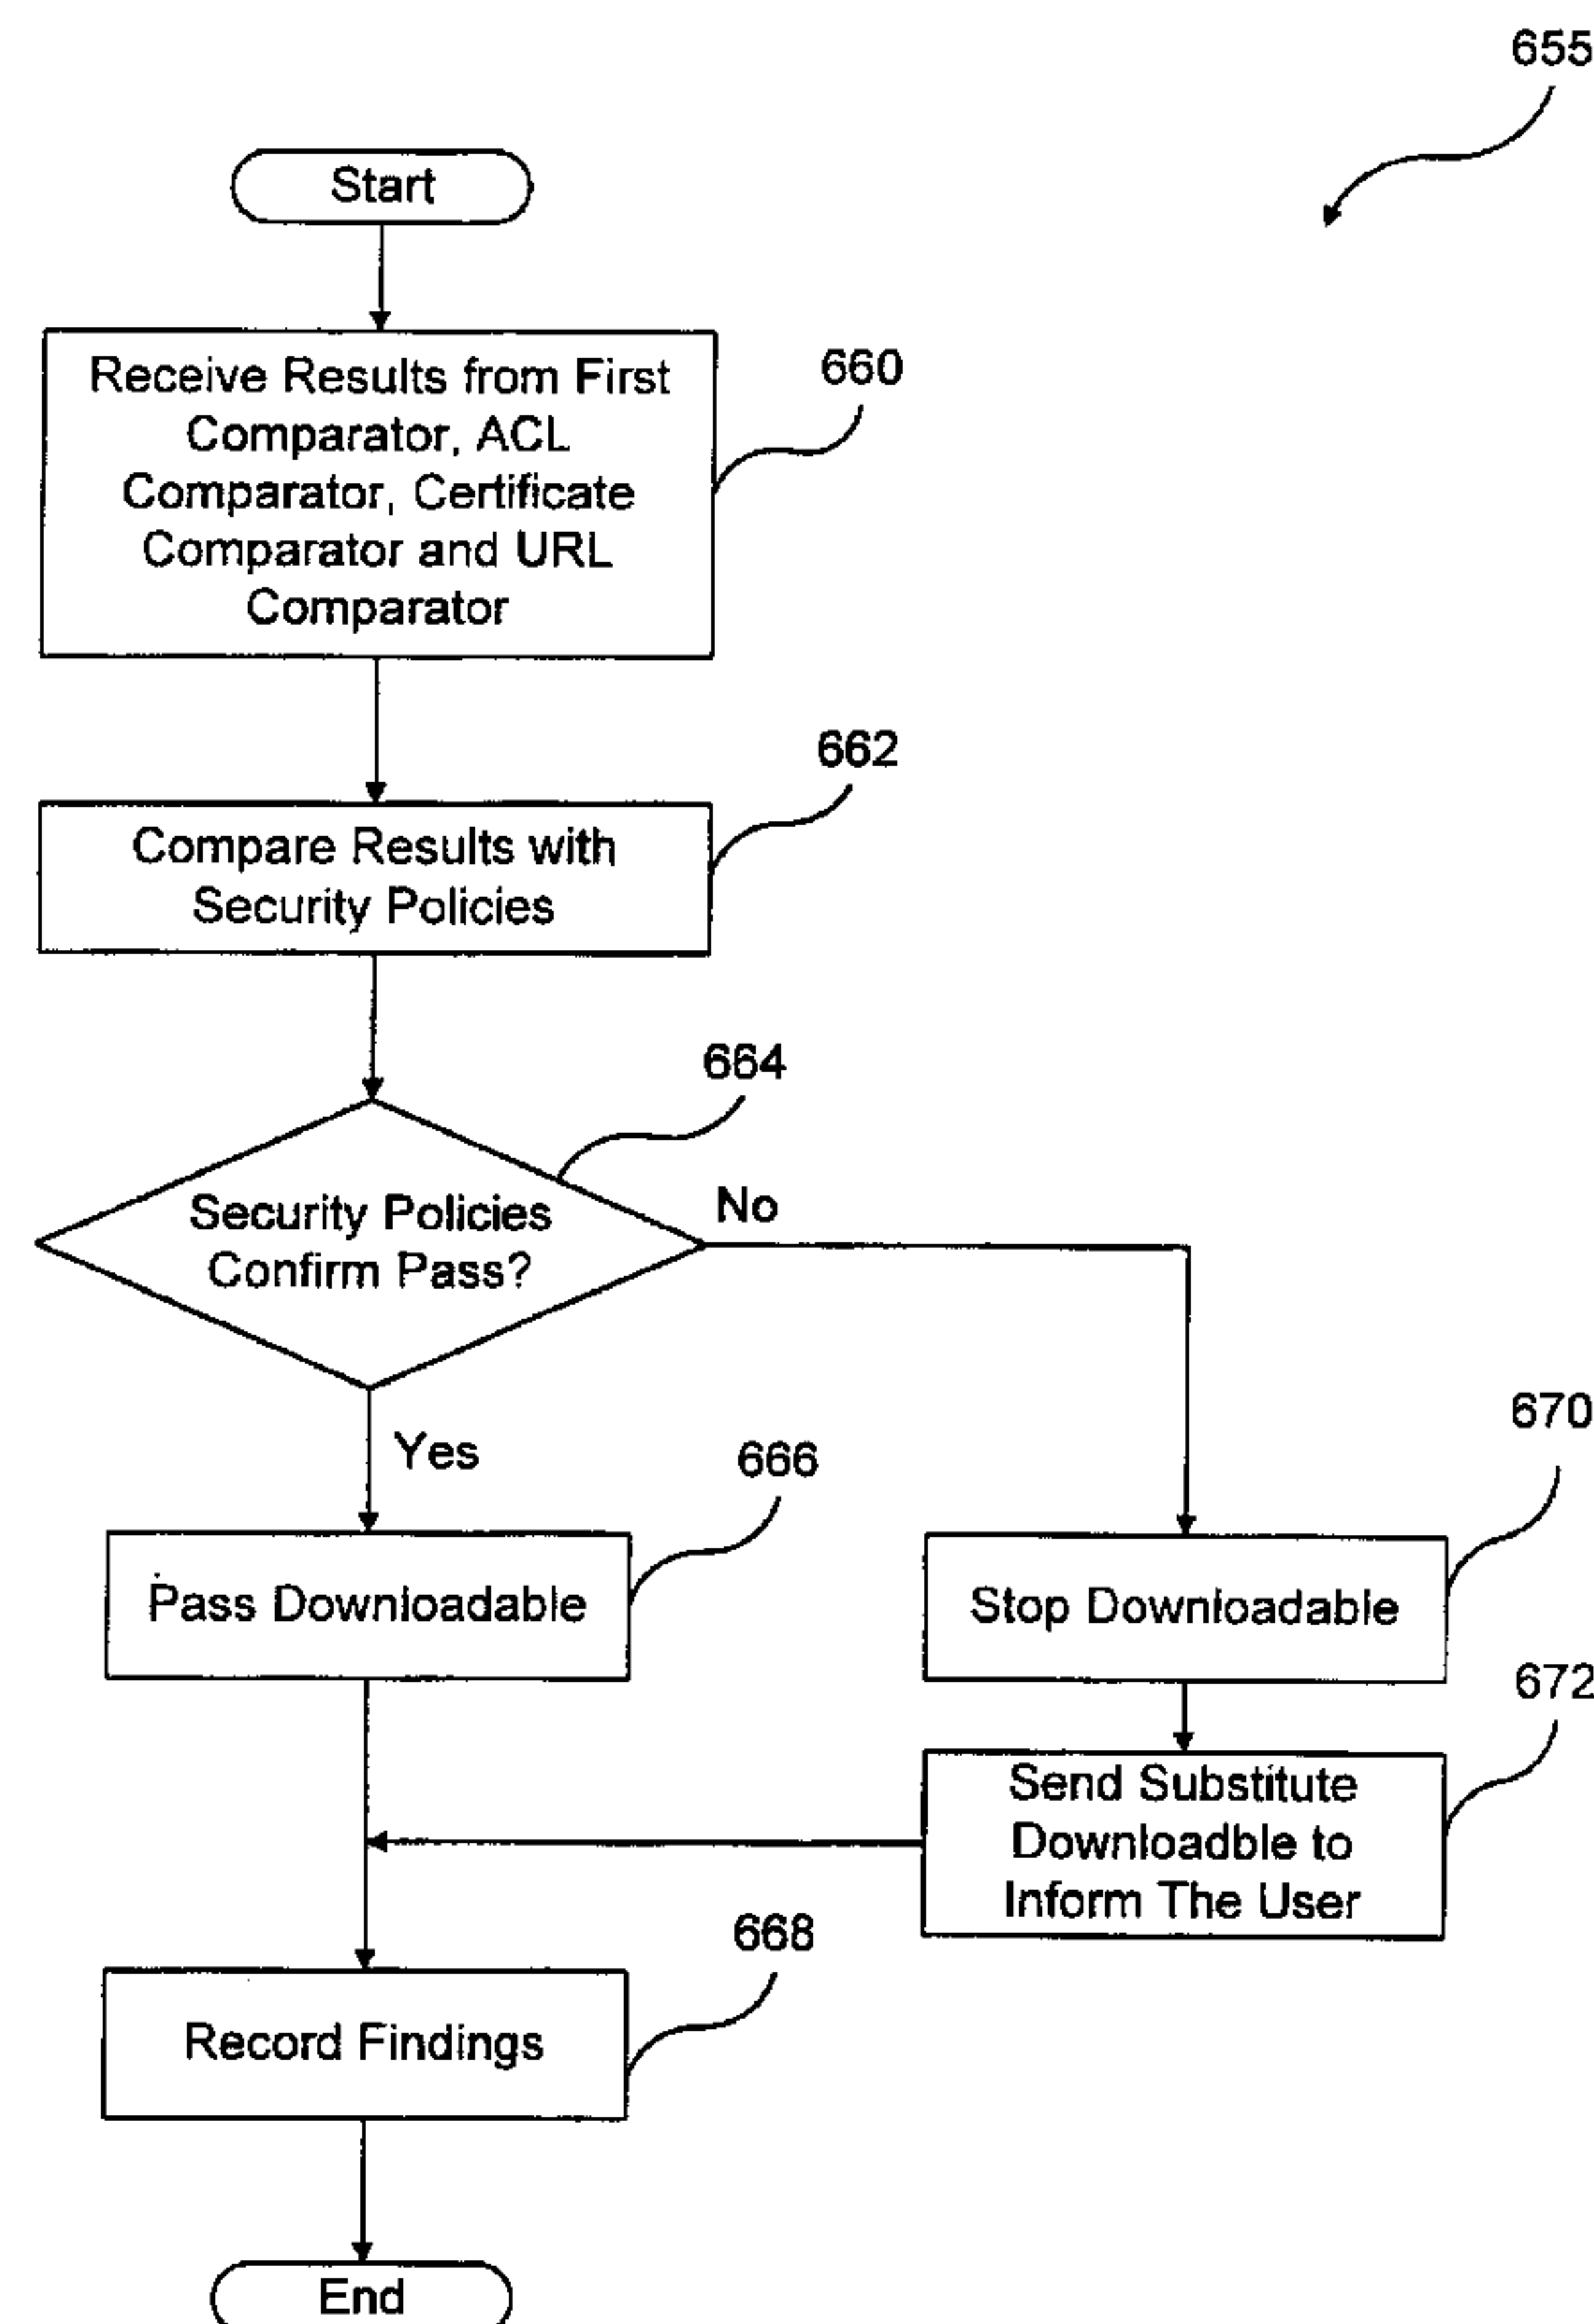 655
Start
Receive Results from First
Comparator, ACL
Comparator, Certificate
Comparator and URL
Comparator
660
Compare Results with
Security Policies
662
664
Security Policies
Confirm Pass?
No
Yes
Pass Downloadable
666
Stop Downloadable
670
Send Substitute
Downloadble to
Inform The User
672
Record Findings
668
End